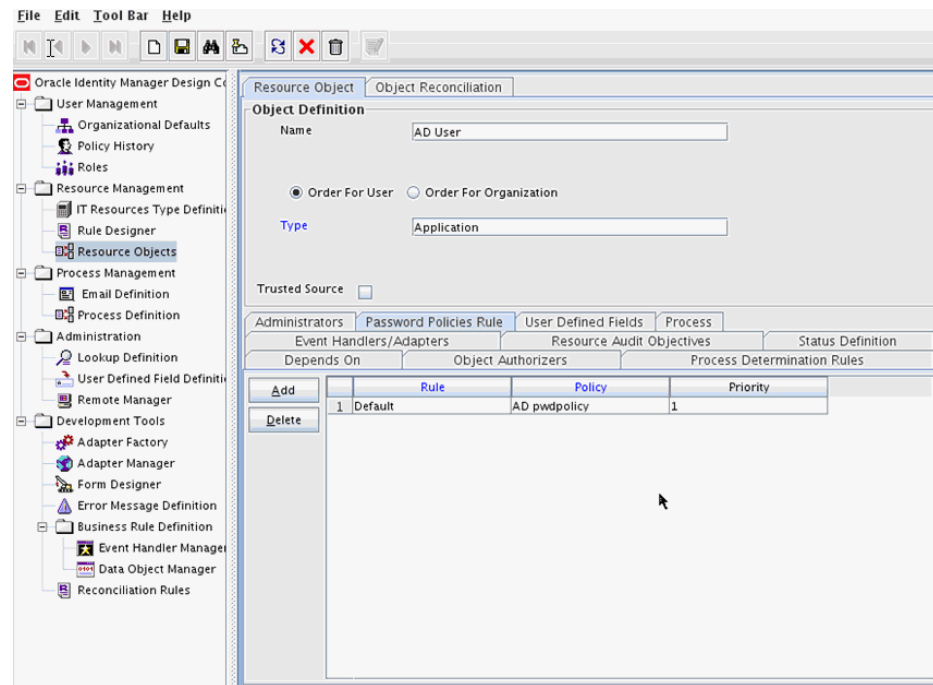 File Edit Tool Bar Help
Oracle Identity Manager Design Co
User Management
Organizational Defaults
Policy History
Roles
Resource Management
IT Resources Type Definiti
Rule Designer
Resource Objects
Process Management
Email Definition
Process Definition
Administration
Lookup Definition
User Defined Field Definiti
Remote Manager
Development Tools
Adapter Factory
Adapter Manager
Form Designer
Error Message Definition
Business Rule Definition
Event Handler Manager
Data Object Manager
Reconciliation Rules
Resource Object Object Reconciliation
Object Definition
Name AD User
Order For User Order For Organization
Type Application
Trusted Source
Administrators Password Policies Rule User Defined Fields Process
Event Handlers/Adapters Resource Audit Objectives Status Definition
Depends On Object Authorizers Process Determination Rules
Add Rule Policy Priority
1 Default AD pwdpolicy 1
Delete